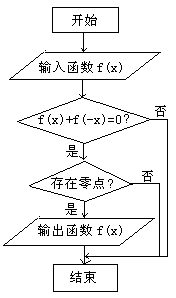 开始
输入函数f(x)
f(x)+f(-x)=0?
否
是
存在零点?
否
是
输出函数f(x)
结束